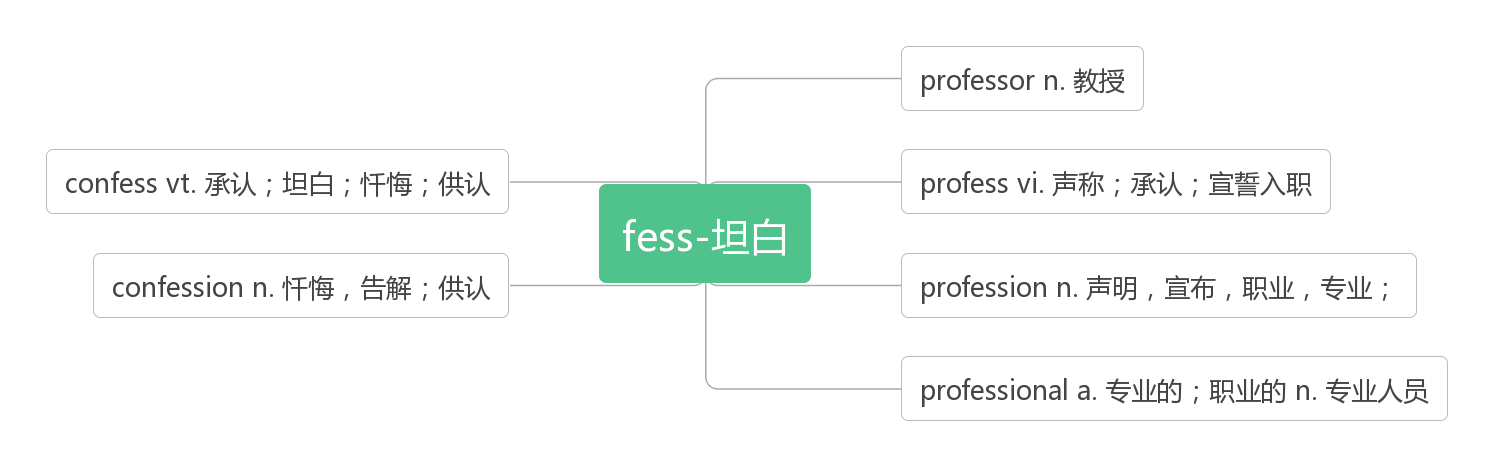 fess-坦白
confess vt. 承认；坦白；忏悔；供认
confession n. 忏悔，告解；供认
professor n. 教授
profess vi. 声称；承认；宣誓入职
profession n. 声明，宣布，职业，专业；
professional a. 专业的；职业的 n. 专业人员